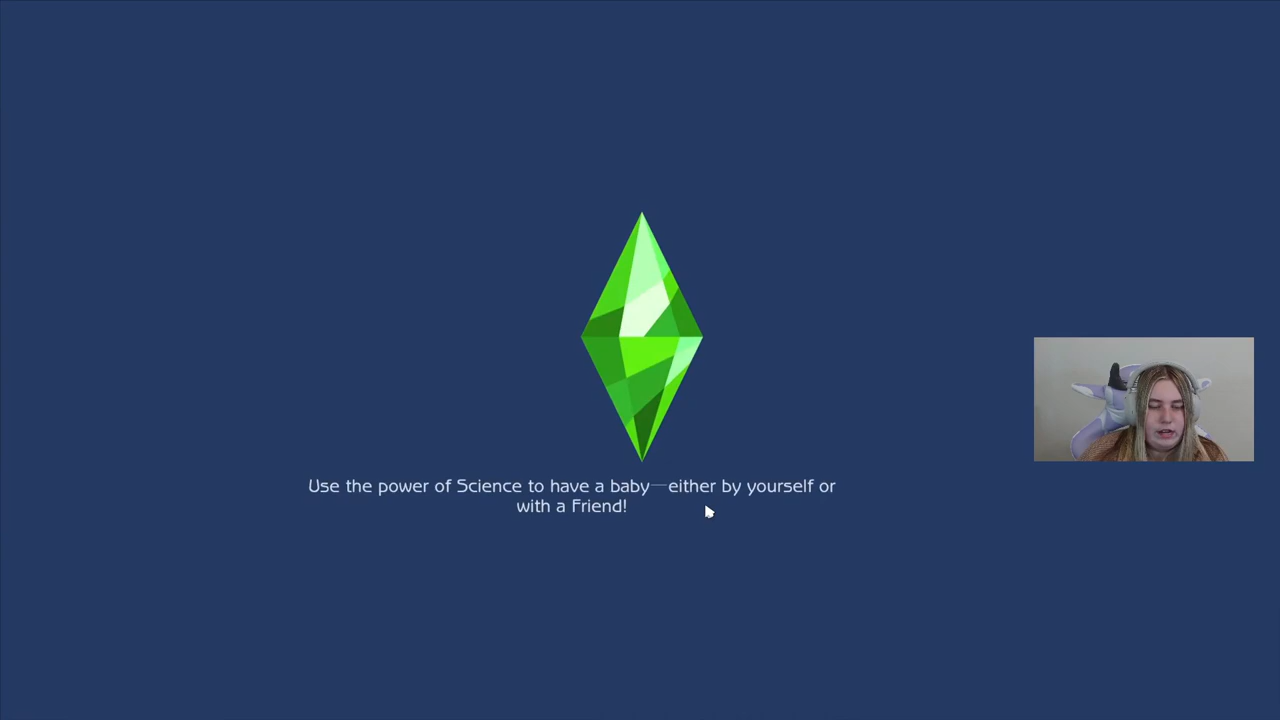 Use the power of Science to have a baby—either by yourself or
with a Friend!